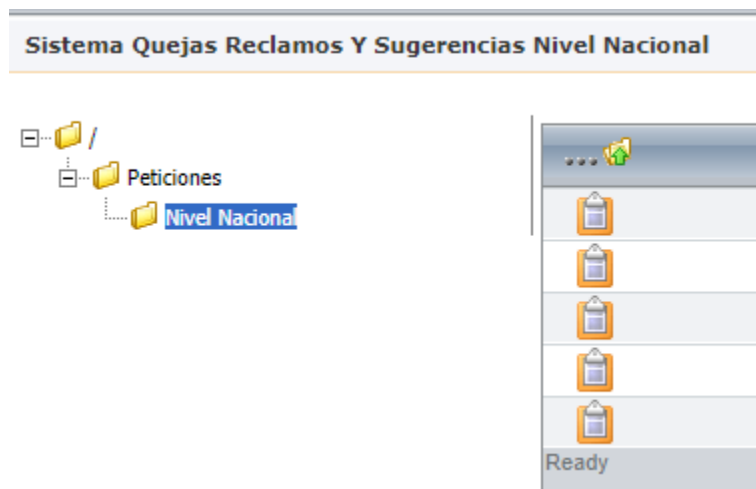 Sistema Quejas Reclamos Y Sugerencias Nivel Nacional
/
...
Peticiones
Nivel Nacional
Ready